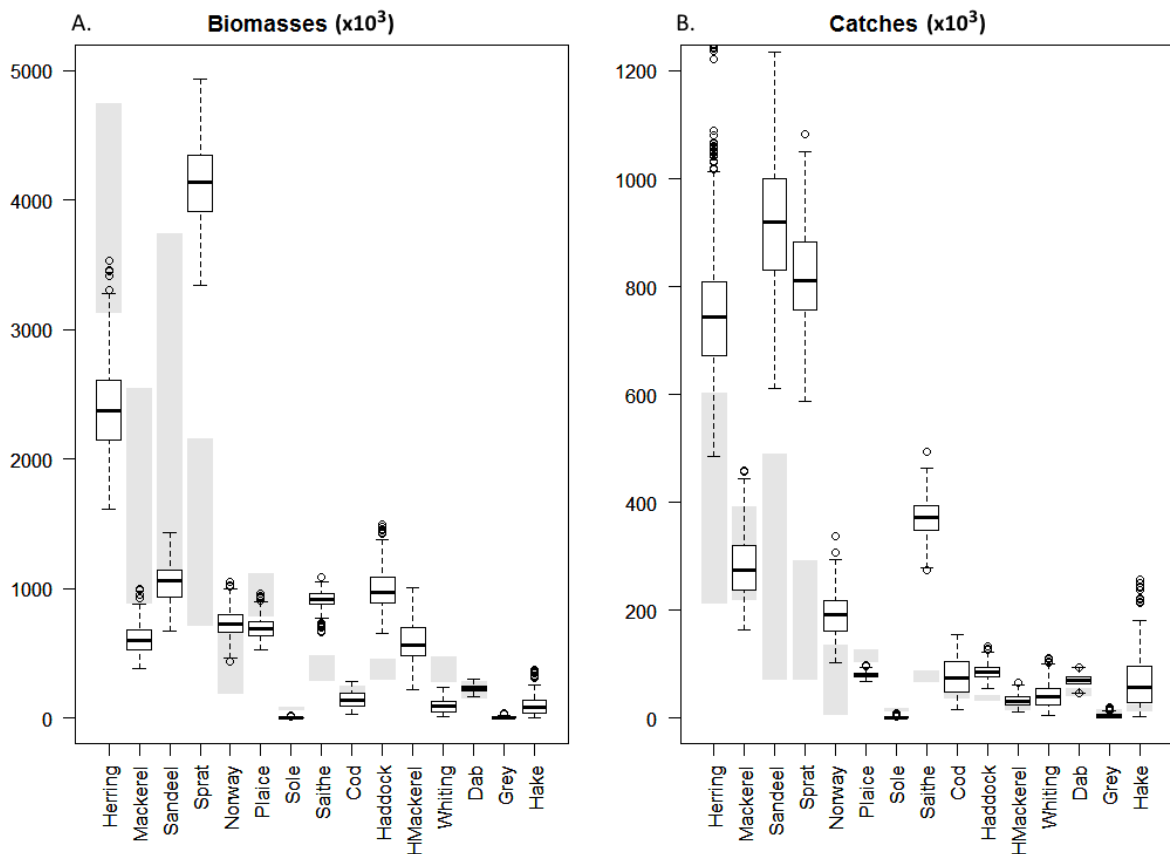 A.
Biomasses (x10³)
5000
4000
3000
2000
1000
0
Herring
Mackerel
Sandeel
Sprat
Norway
Plaice
Sole
Saithe
Cod
Haddock
HMackerel
Whiting
Dab
Grey
Hake
B.
Catches (x10³)
1200
1000
800
600
400
200
0
Herring
Mackerel
Sandeel
Sprat
Norway
Plaice
Sole
Saithe
Cod
Haddock
HMackerel
Whiting
Dab
Grey
Hake